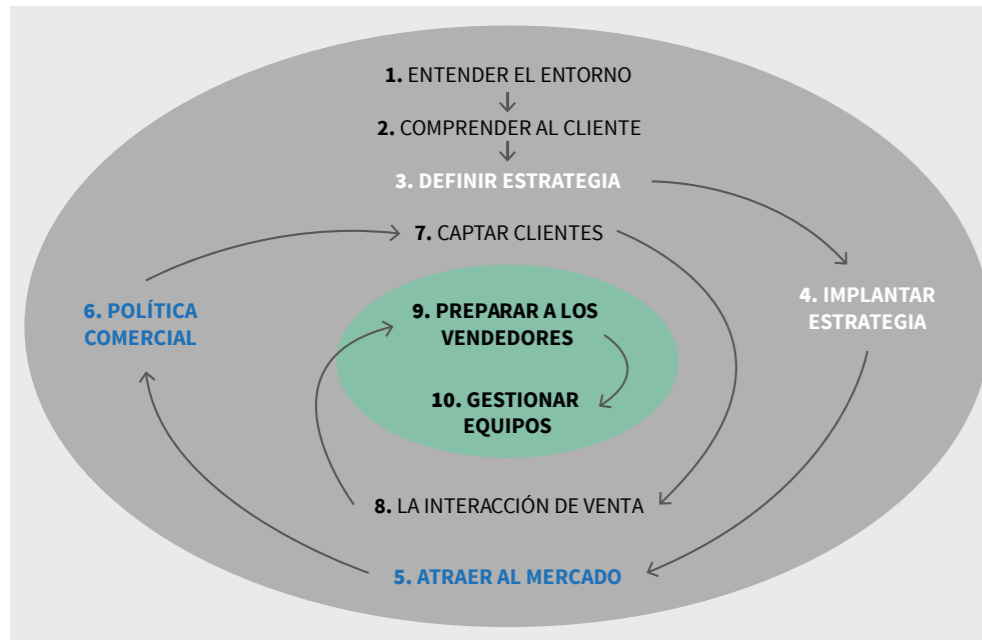 1. ENTENDER EL ENTORNO
2. COMPRENDER AL CLIENTE
3. DEFINIR ESTRATEGIA
7. CAPTAR CLIENTES
4. IMPLANTAR
ESTRATEGIA
6. POLÍTICA
COMERCIAL
9. PREPARAR A LOS
VENDEDORES
10. GESTIONAR
EQUIPOS
8. LA INTERACCIÓN DE VENTA
5. ATRAER AL MERCADO